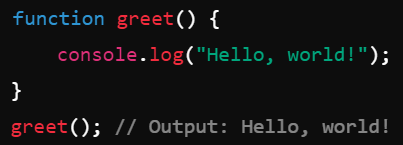 function greet() {
    console.log("Hello, world!");
}
greet(); // Output: Hello, world!